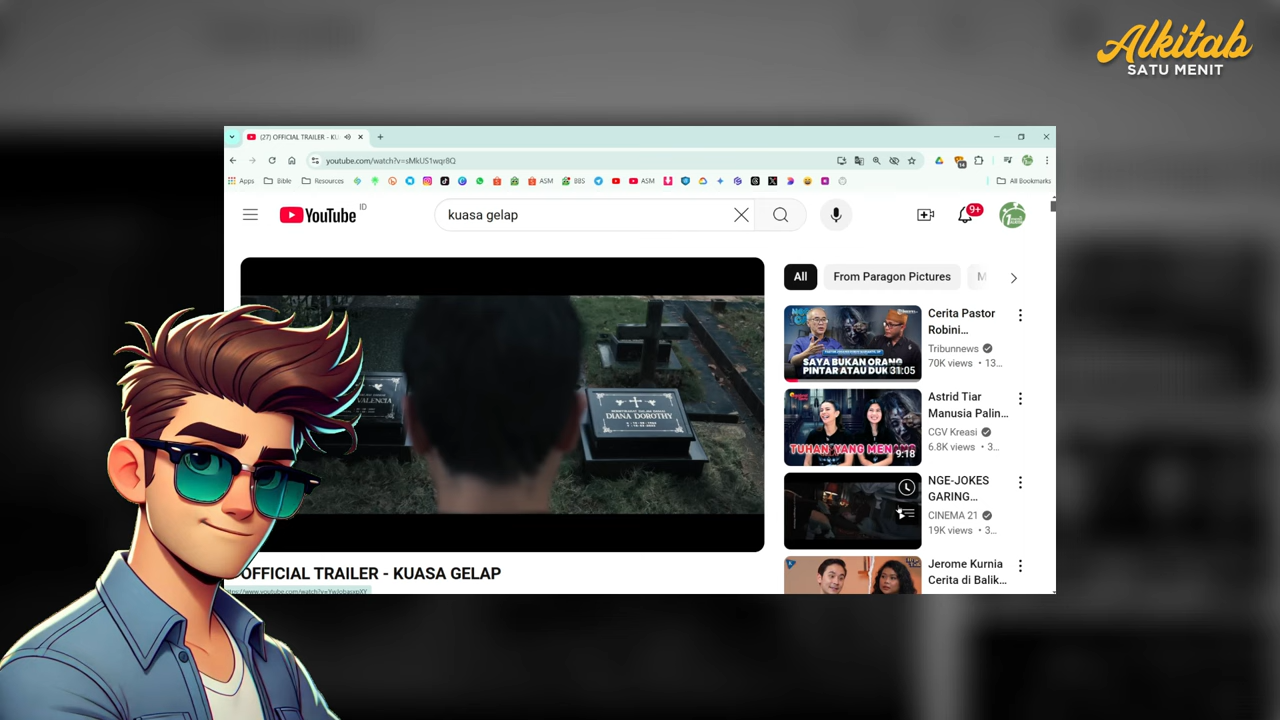 Alkitab
SATU MENIT
(27) OFFICIAL TRAILER - KU
youtube.com/watch?v=sMkUS1wqr8Q
Apps
Bible
Resources
ASM
BBS
ASM
All Bookmarks
YouTube ID
kuasa gelap
9+
All
From Paragon Pictures
M
Cerita Pastor
Robini...
Tribunnews
70K views • 13...
SAYA BUKAN ORANG
PINTAR ATAU DUK
31:05
Astrid Tiar
Manusia Palin...
CGV Kreasi
6.8K views • 3...
TUHAN YANG MENANG
9:18
NGE-JOKES
GARING...
CINEMA 21
19K views • 3...
Jerome Kurnia
Cerita di Balik...
VALENCIA
DIANA DOROTHY
OFFICIAL TRAILER - KUASA GELAP